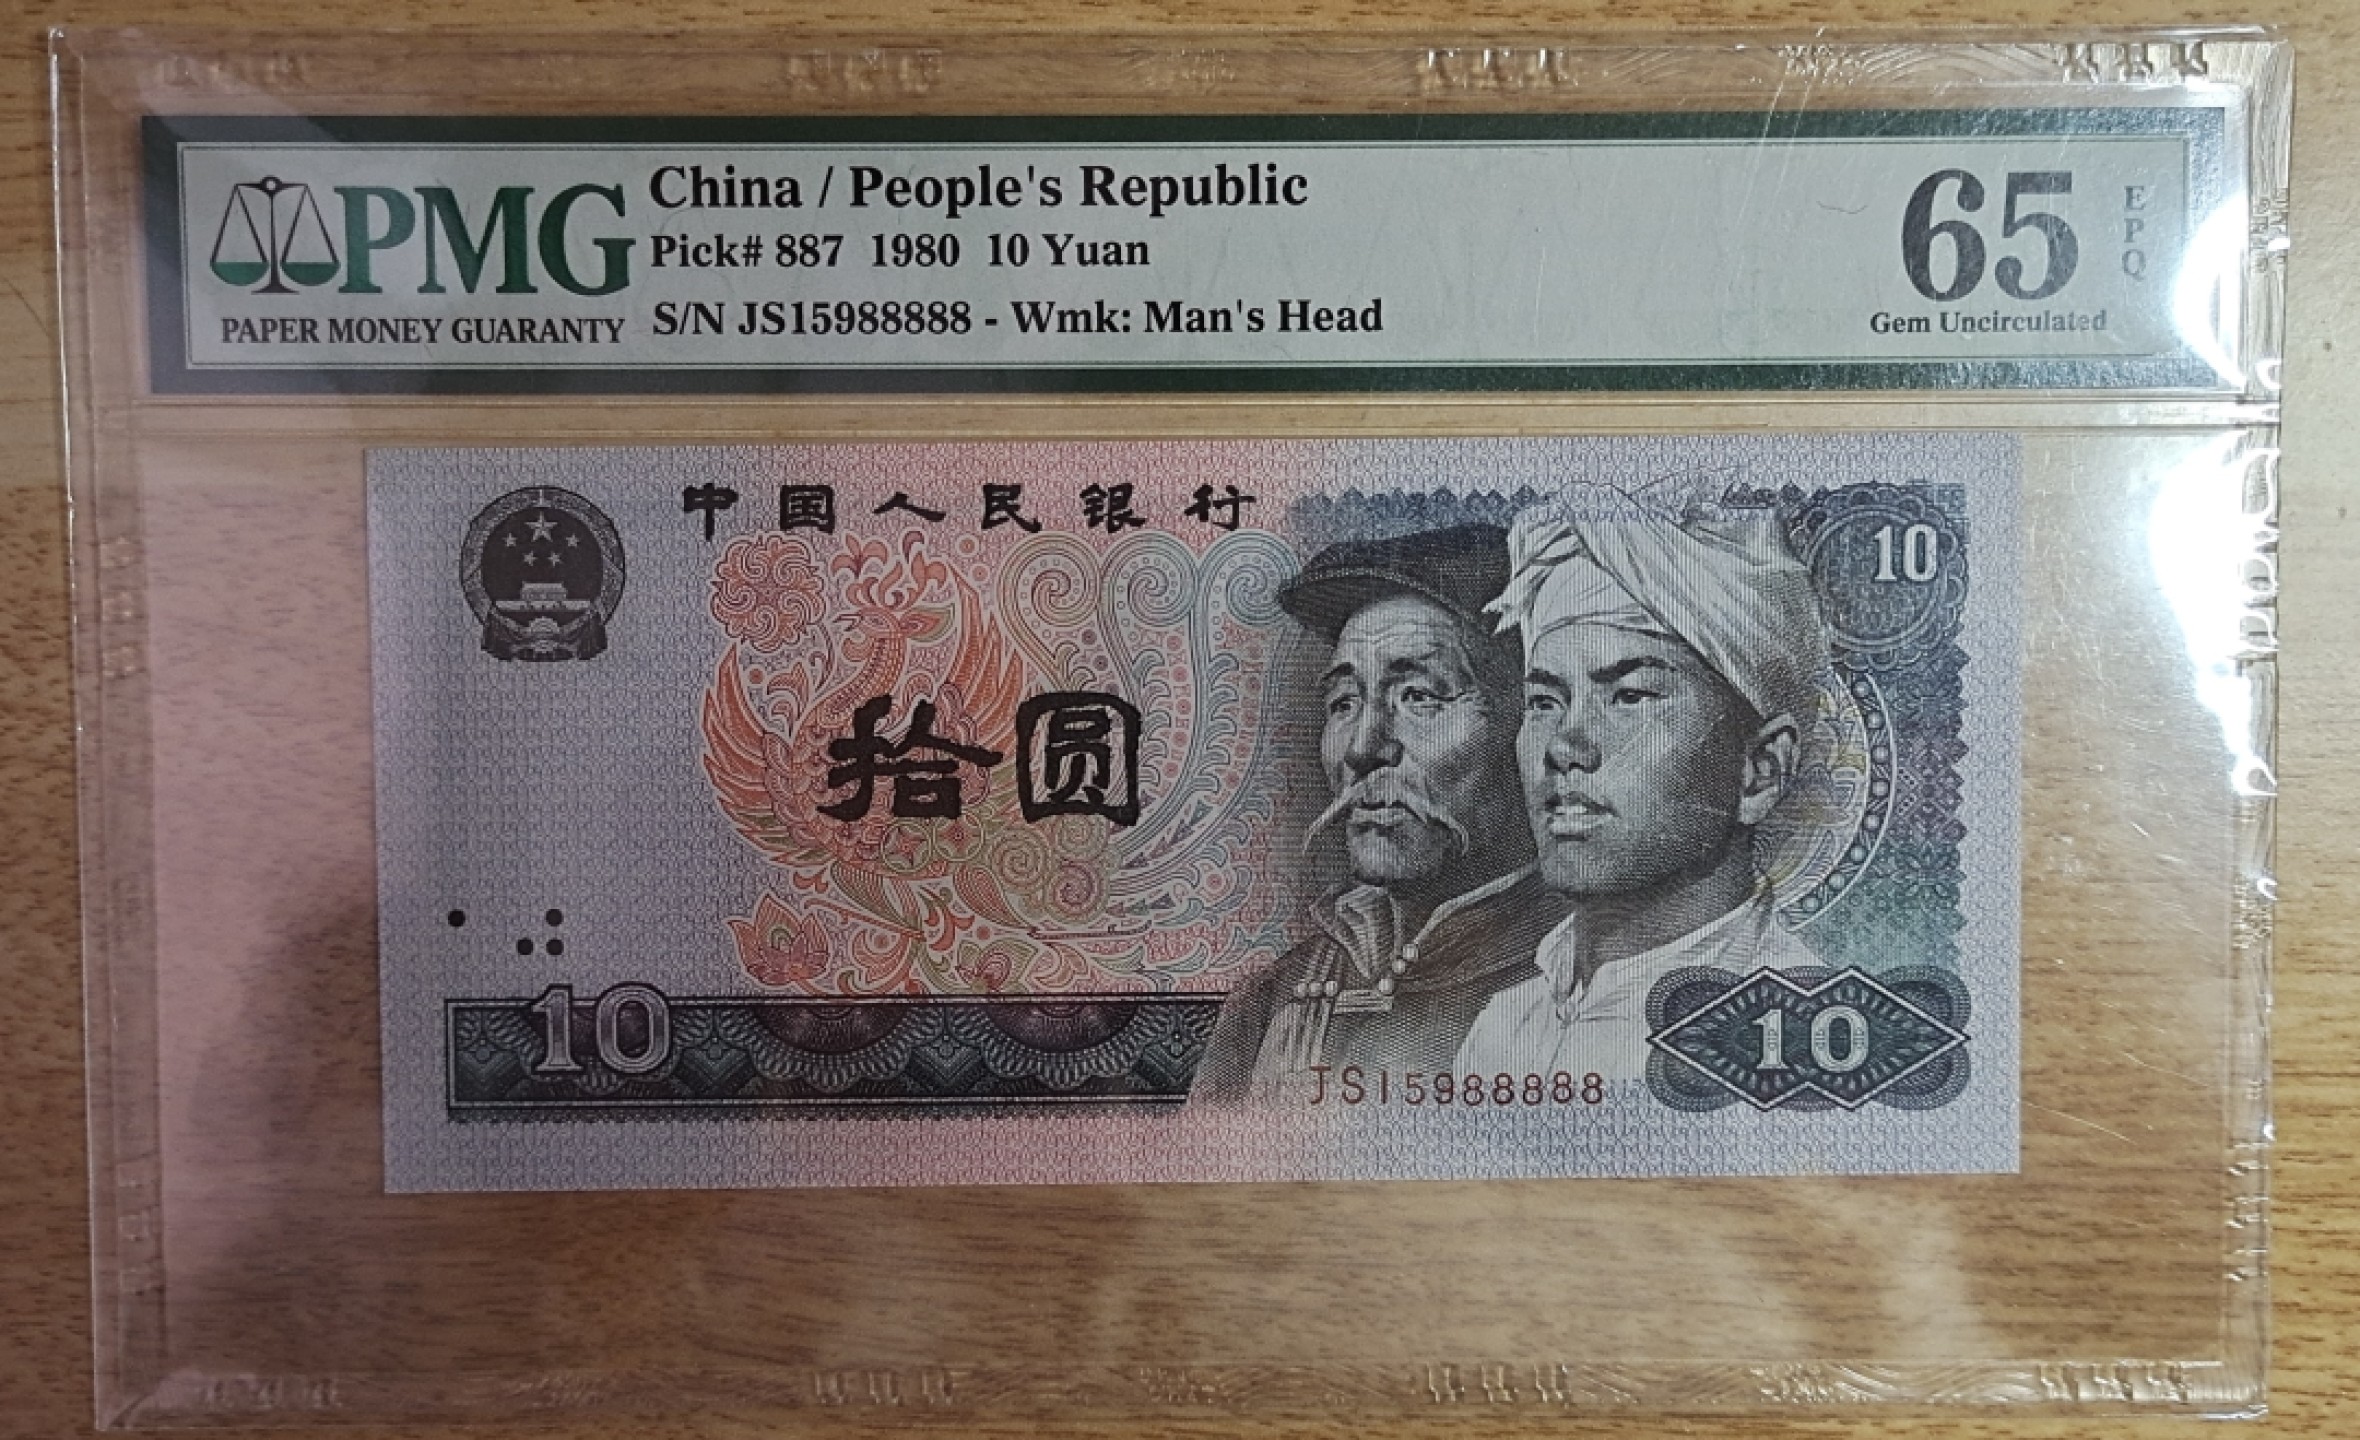 PMG
PAPER MONEY GUARANTY
China / People's Republic
Pick# 887 1980 10 Yuan
S/N JS15988888 - Wmk: Man's Head
65
EPQ
Gem Uncirculated
中国人民银行
10
拾圆
10
JS15988888
10